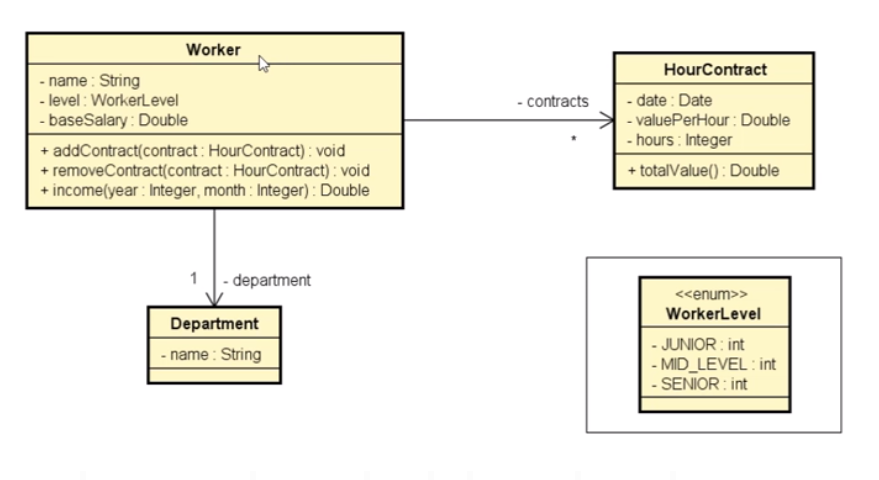 Worker
- name : String
- level : WorkerLevel
- baseSalary : Double
+ addContract(contract : HourContract) : void
+ removeContract(contract : HourContract) : void
+ income(year : Integer, month : Integer) : Double
- contracts
*
HourContract
- date : Date
- valuePerHour : Double
- hours : Integer
+ totalValue() : Double
1
- department
Department
- name : String
<<enum>>
WorkerLevel
- JUNIOR : int
- MID_LEVEL : int
- SENIOR : int